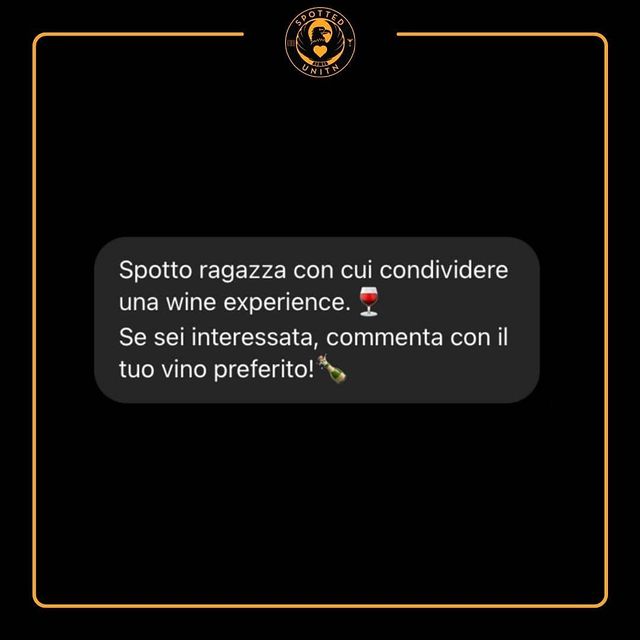 SPOTTED
UNITN
Spotto ragazza con cui condividere
una wine experience.🍷
Se sei interessata, commenta con il
tuo vino preferito!🍾